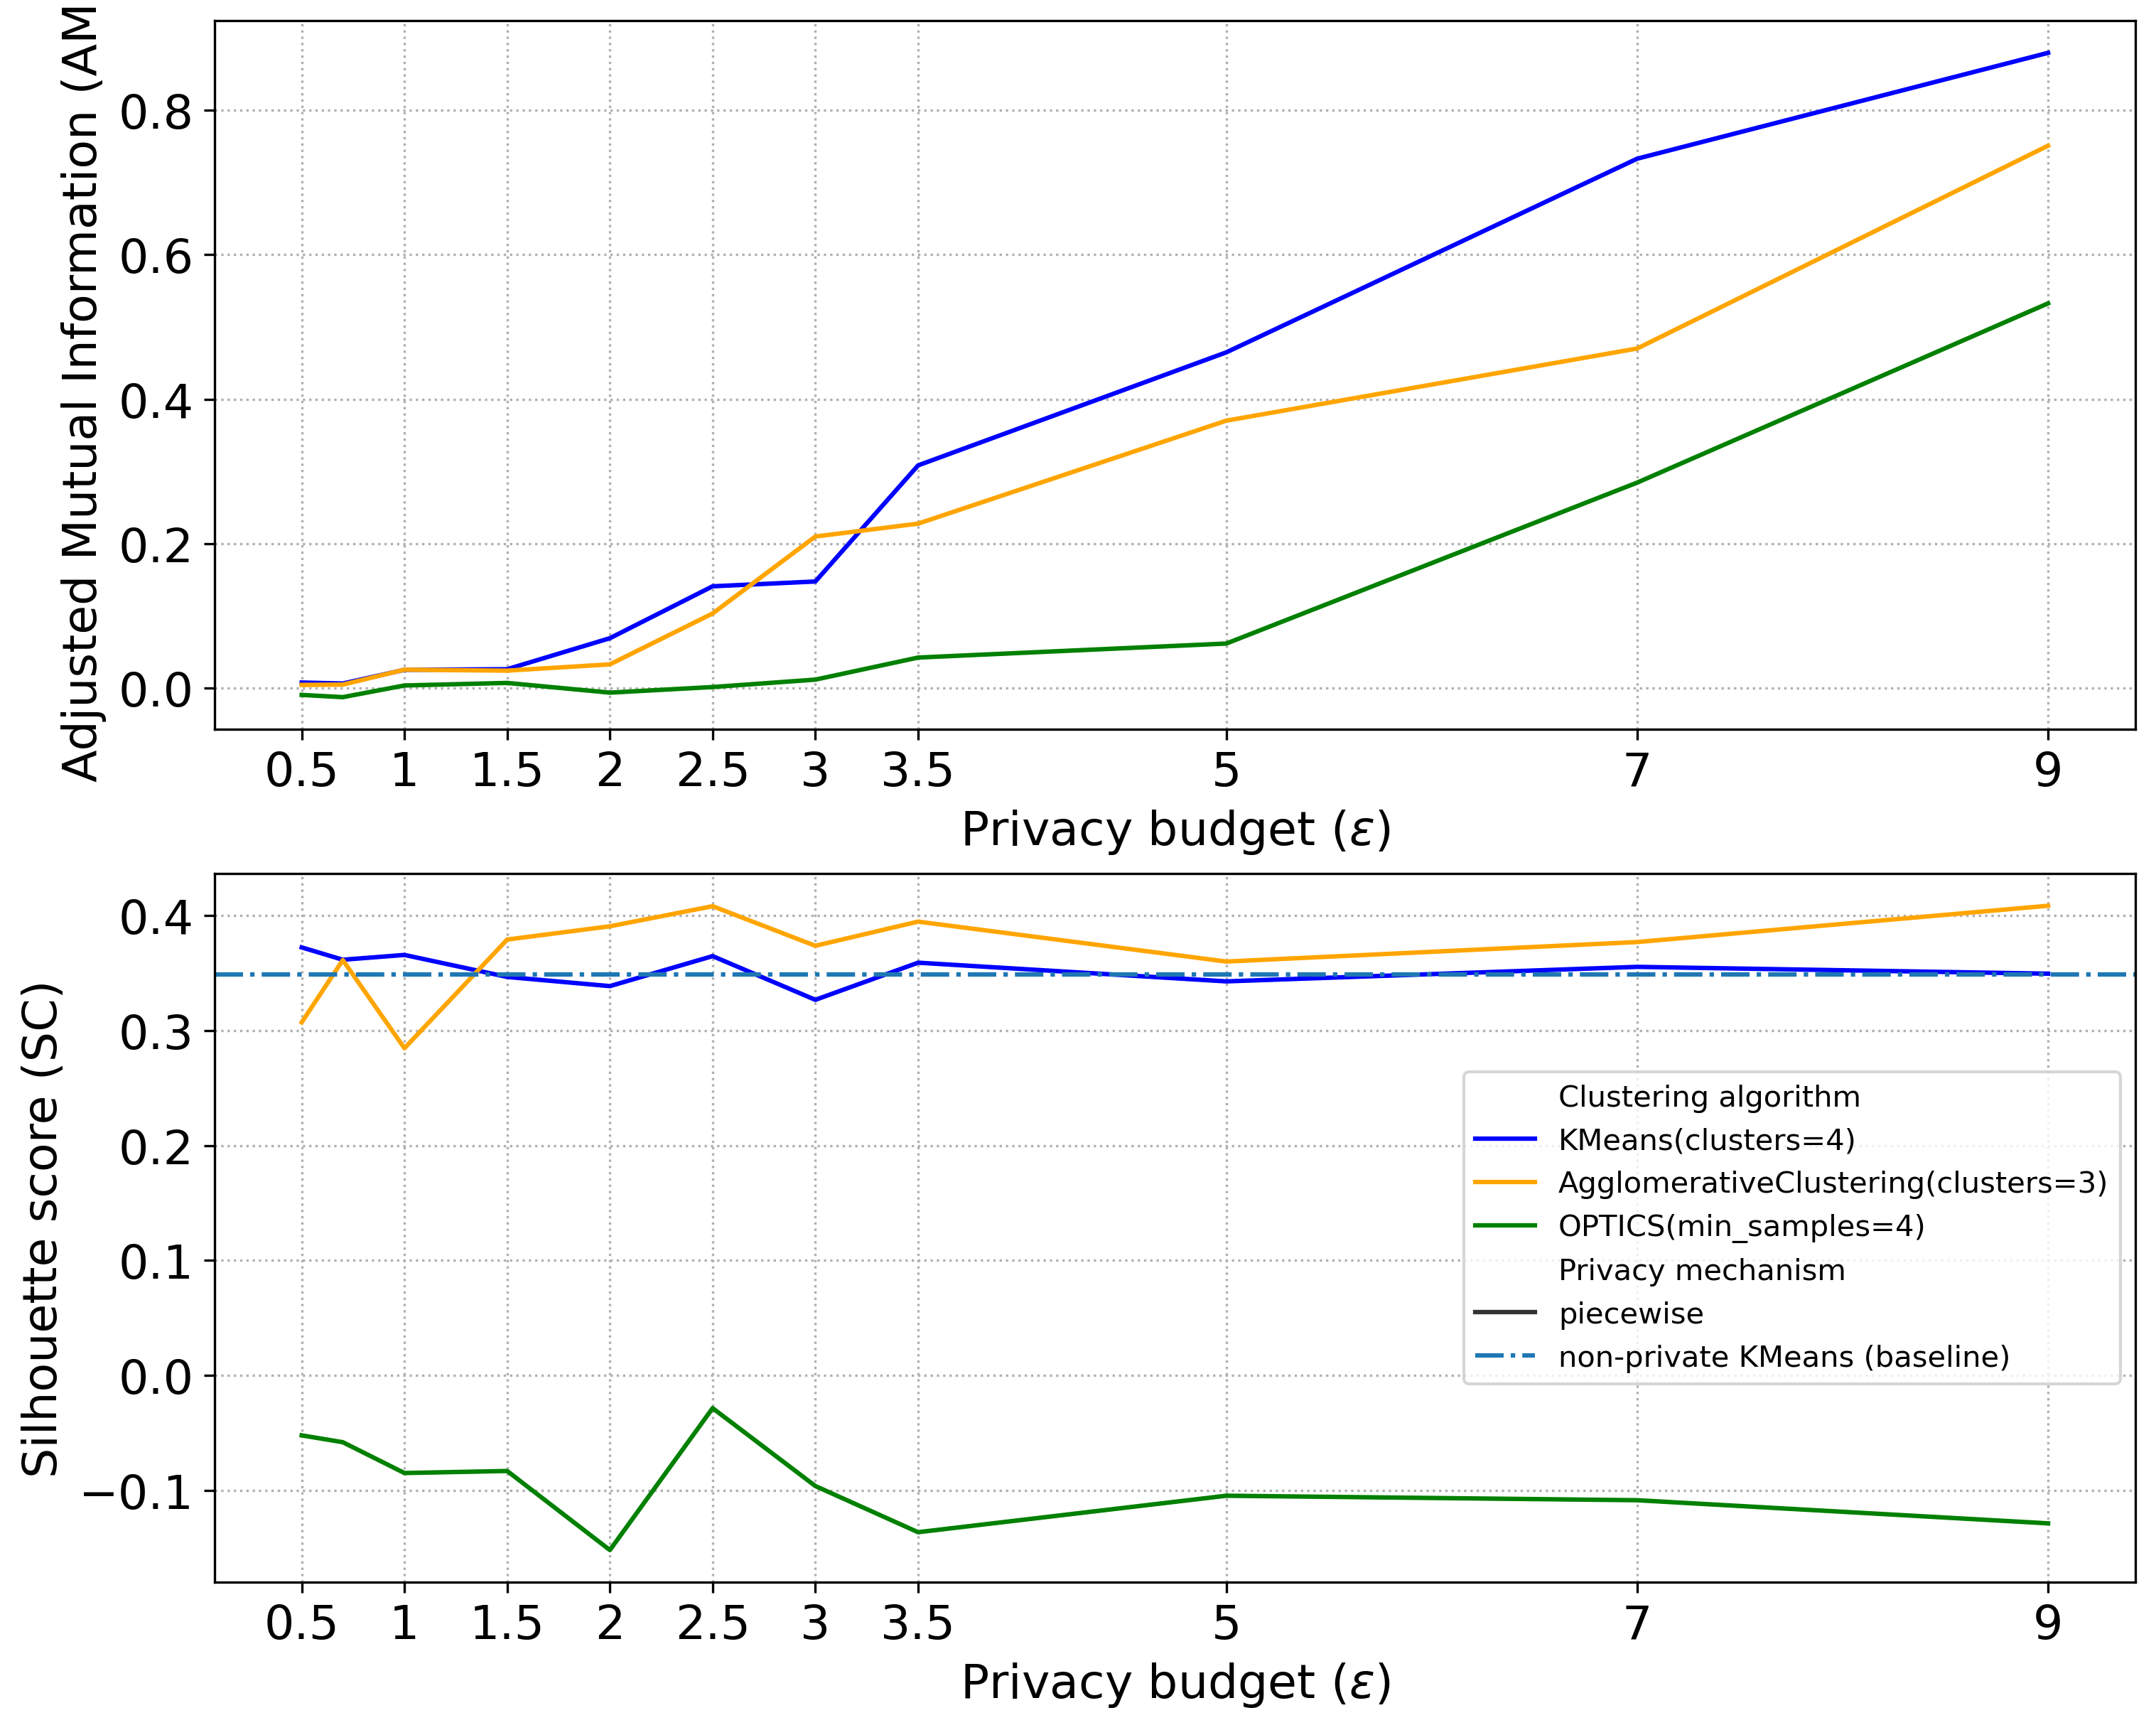 Adjusted Mutual Information (AM
0.8
0.6
0.4
0.2
0.0
0.5 1 1.5 2 2.5 3 3.5 5 7 9
Privacy budget (ε)
Silhouette score (SC)
0.4
0.3
0.2
0.1
0.0
−0.1
Clustering algorithm
KMeans(clusters=4)
AgglomerativeClustering(clusters=3)
OPTICS(min_samples=4)
Privacy mechanism
piecewise
non-private KMeans (baseline)
0.5 1 1.5 2 2.5 3 3.5 5 7 9
Privacy budget (ε)